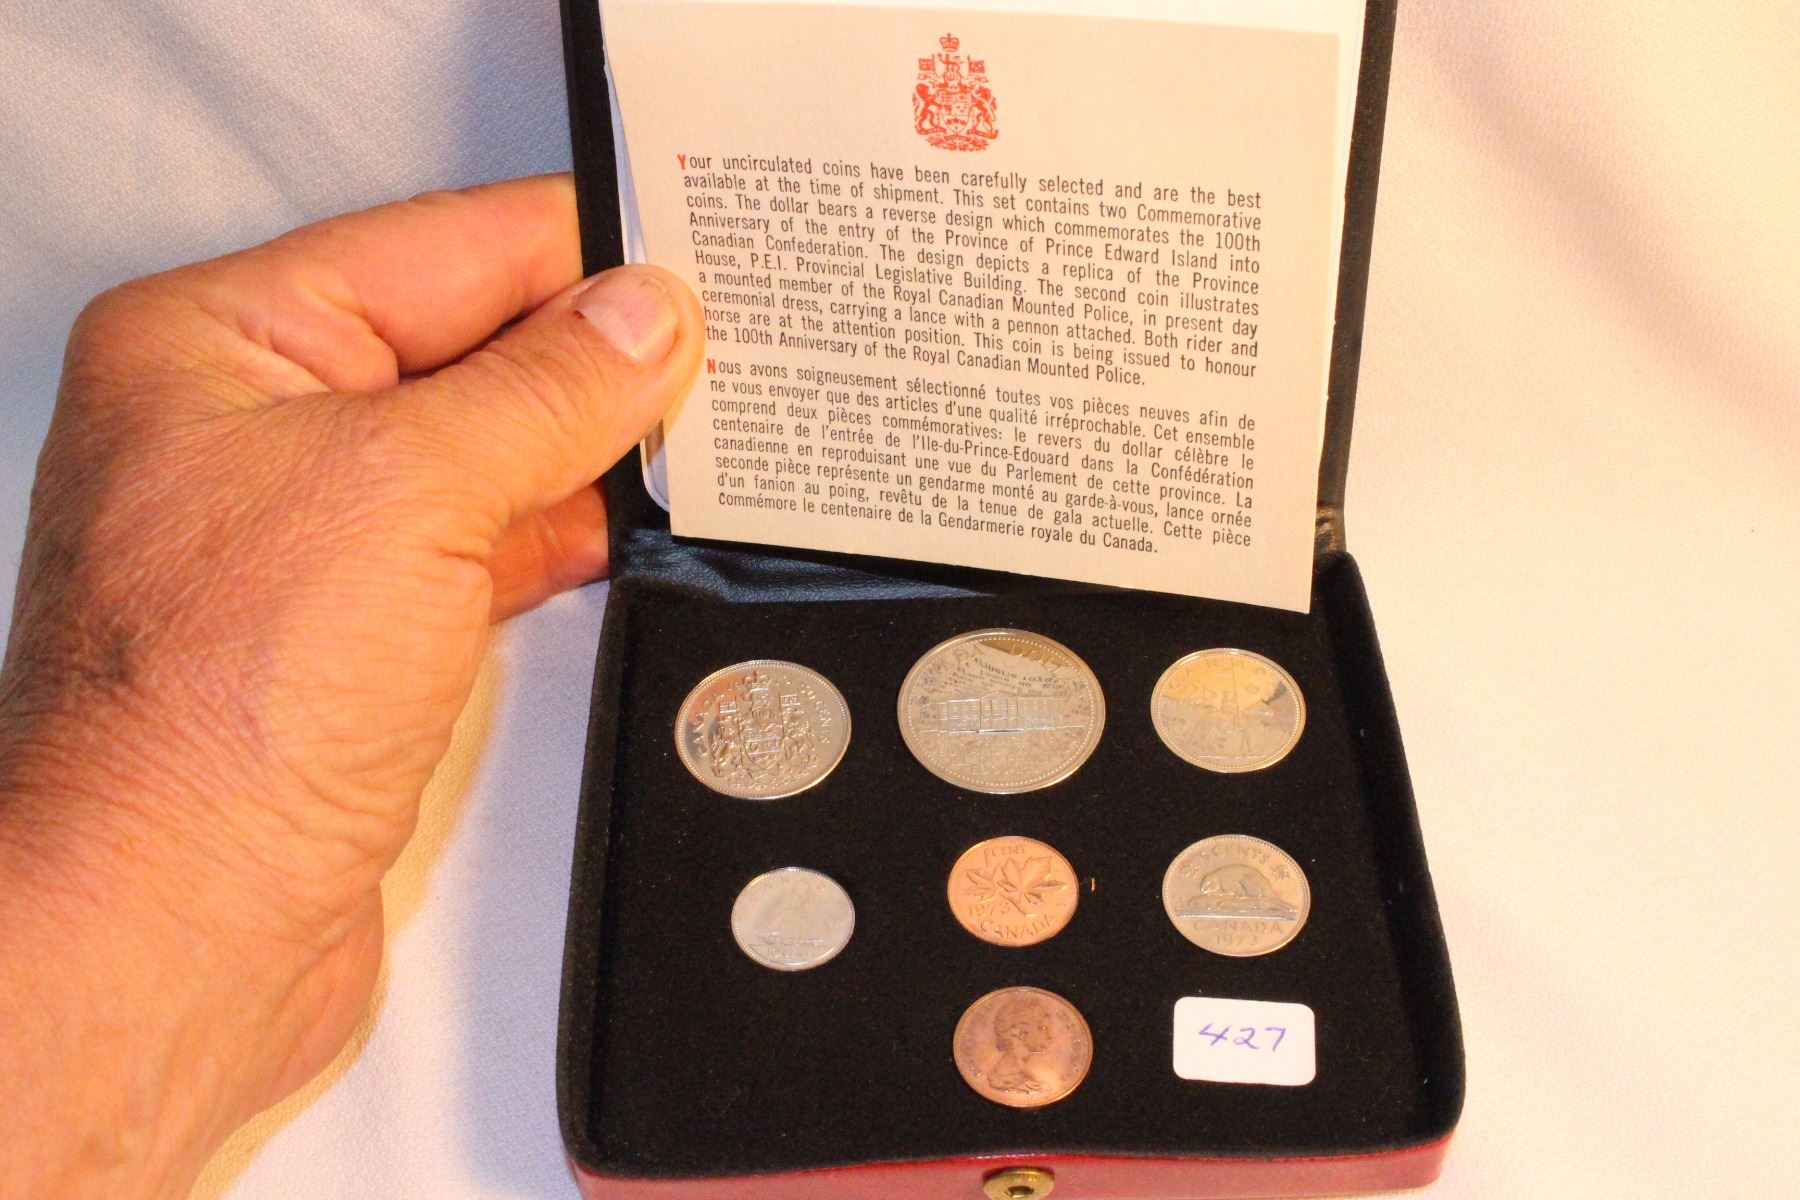 Your uncirculated coins have been carefully selected and are the best
available at the time of shipment. This set contains two Commemorative
coins. The dollar bears a reverse design which commemorates the 100th
Anniversary of the entry of the Province of Prince Edward Island into
Canadian Confederation. The design depicts a replica of the Province
House, P.E.I. Provincial Legislative Building. The second coin illustrates
a mounted member of the Royal Canadian Mounted Police, in present day
ceremonial dress, carrying a lance with a pennon attached. Both rider and
horse are at the attention position. This coin is being issued to honour
the 100th Anniversary of the Royal Canadian Mounted Police.
Nous avons soigneusement sélectionné toutes vos pièces neuves afin de
ne vous envoyer que des articles d'une qualité irréprochable. Cet ensemble
comprend deux pièces commémoratives: le revers du dollar célèbre le
centenaire de l'entrée de l'Ile-du-Prince-Edouard dans la Confédération
canadienne en reproduisant une vue du Parlement de cette province. La
seconde pièce représente un gendarme monté au garde-à-vous, lance ornée
d'un fanion au poing, revêtu de la tenue de gala actuelle. Cette pièce
commémore le centenaire de la Gendarmerie royale du Canada.
CANADA 50 CENTS
CANADA
CANADA
1 CENT
1973
CANADA
5 CENTS
CANADA
1973
427